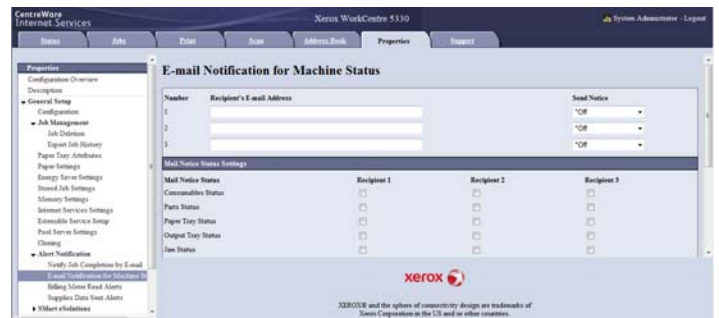 CentreWare
Internet Services
Xerox WorkCentre 5330
System Administrator - Logout
Status
Jobs
Print
Scan
Address Book
Properties
Support
Properties
Configuration Overview
Description
General Setup
Configuration
Job Management
Job Deletion
Export Job History
Paper Tray Attributes
Paper Settings
Energy Saver Settings
Stored Job Settings
Memory Settings
Internet Services Settings
Extensible Service Setup
Pool Server Settings
Cloning
Alert Notification
Notify Job Completion by E-mail
E-mail Notification for Machine St
Billing Meter Read Alerts
Supplies Data Sent Alerts
SMart eSolutions
E-mail Notification for Machine Status
Number Recipient's E-mail Address Send Notice
1 *Off
2 *Off
3 *Off
Mail Notice Status Settings
Mail Notice Status Recipient 1 Recipient 2 Recipient 3
Consumables Status
Parts Status
Paper Tray Status
Output Tray Status
Jam Status
xerox
XEROX® and the sphere of connectivity design are trademarks of
Xerox Corporation in the US and/or other countries.